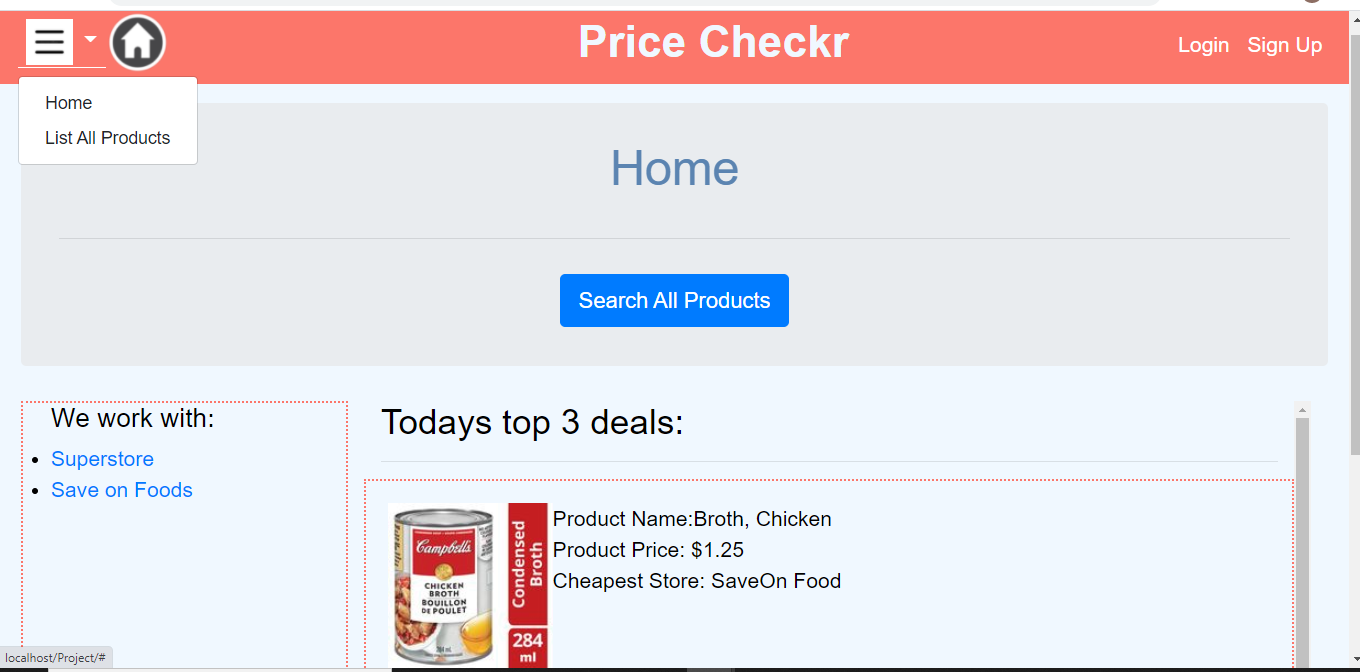 Price Checkr
Login Sign Up
Home
List All Products
Home
Search All Products
We work with:
Superstore
Save on Foods
Todays top 3 deals:
Campbell's
CHICKEN
BROTH
BOUILLON
DE POULET
Condensed
Broth
284
ml
Product Name:Broth, Chicken
Product Price: $1.25
Cheapest Store: SaveOn Food
localhost/Project/#